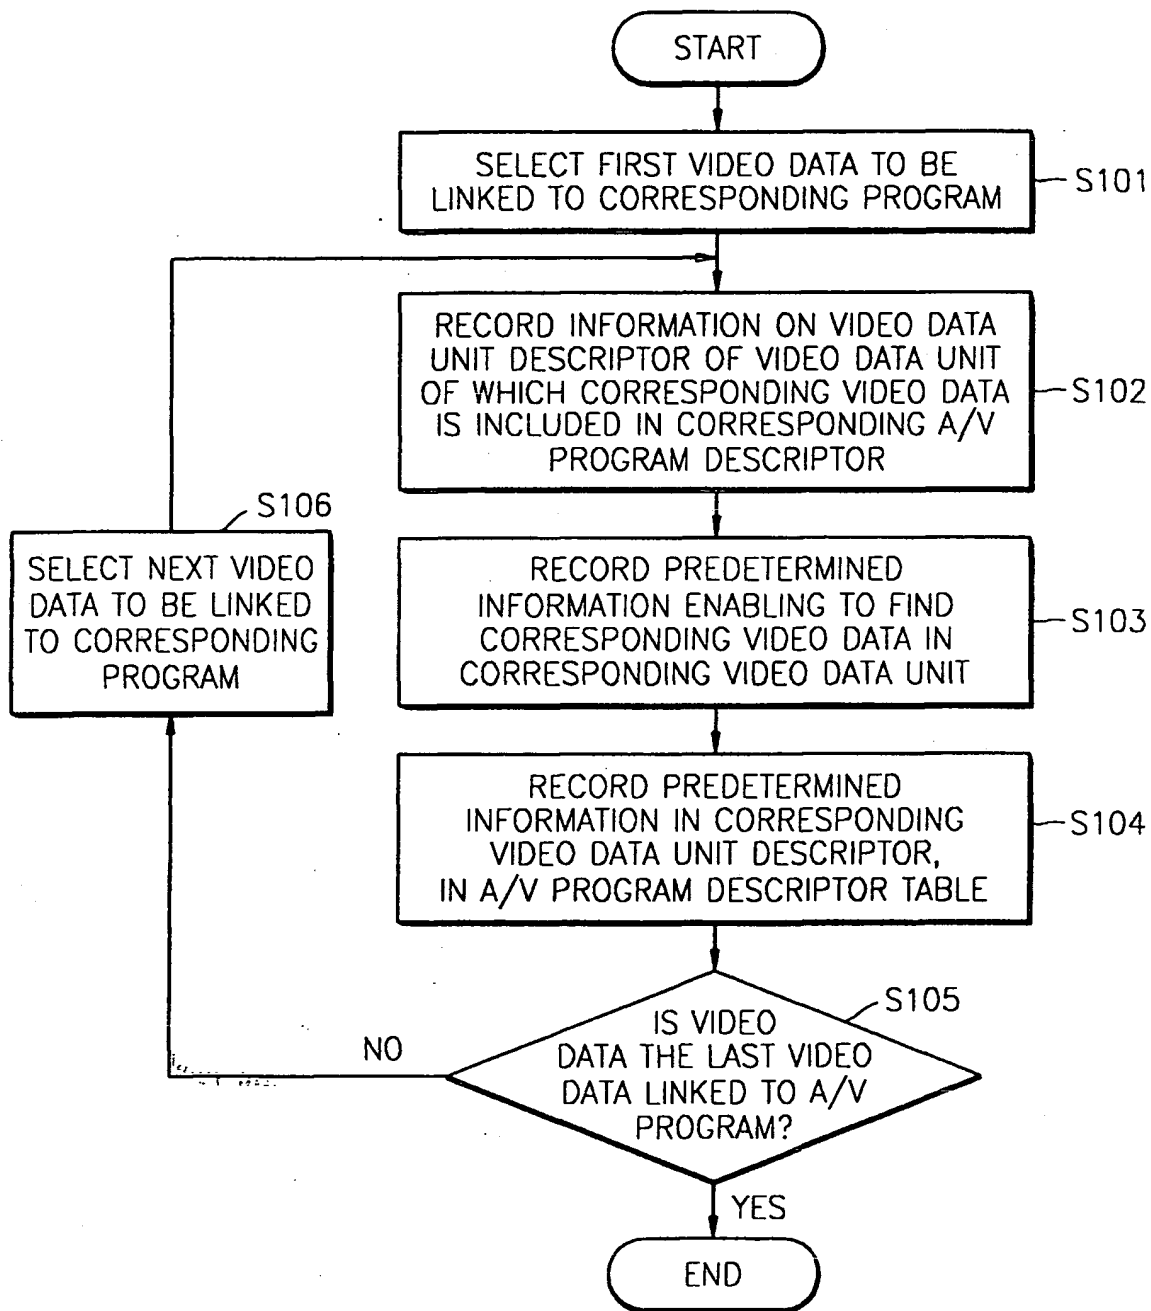 START
SELECT FIRST VIDEO DATA TO BE
LINKED TO CORRESPONDING PROGRAM
S101
RECORD INFORMATION ON VIDEO DATA
UNIT DESCRIPTOR OF VIDEO DATA UNIT
OF WHICH CORRESPONDING VIDEO DATA
IS INCLUDED IN CORRESPONDING A/V
PROGRAM DESCRIPTOR
S102
S106
SELECT NEXT VIDEO
DATA TO BE LINKED
TO CORRESPONDING
PROGRAM
RECORD PREDETERMINED
INFORMATION ENABLING TO FIND
CORRESPONDING VIDEO DATA IN
CORRESPONDING VIDEO DATA UNIT
S103
RECORD PREDETERMINED
INFORMATION IN CORRESPONDING
VIDEO DATA UNIT DESCRIPTOR,
IN A/V PROGRAM DESCRIPTOR TABLE
S104
S105
IS VIDEO
DATA THE LAST VIDEO
DATA LINKED TO A/V
PROGRAM?
NO
YES
END